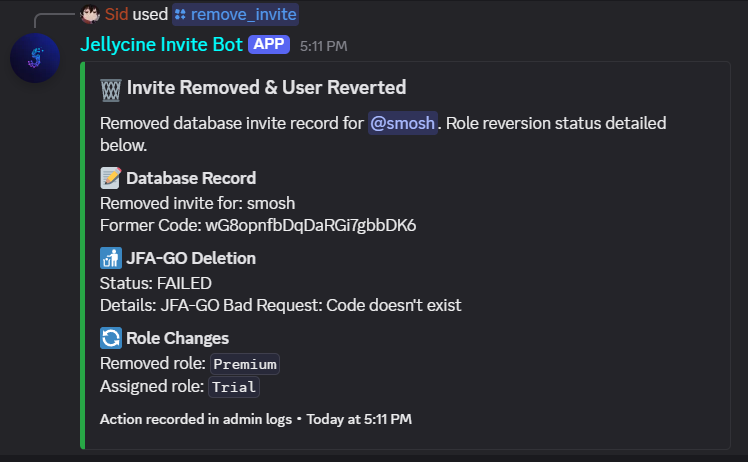 Sid used remove_invite
Jellycine Invite Bot APP 5:11 PM
Invite Removed & User Reverted
Removed database invite record for @smosh. Role reversion status detailed
below.
Database Record
Removed invite for: smosh
Former Code: wG8opnfbDqDaRGi7gbbDK6
JFA-GO Deletion
Status: FAILED
Details: JFA-GO Bad Request: Code doesn't exist
Role Changes
Removed role: Premium
Assigned role: Trial
Action recorded in admin logs • Today at 5:11 PM